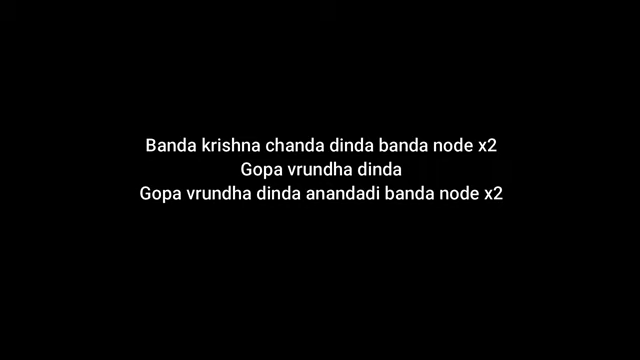 Banda krishna chanda dinda banda node x2
Gopa vrundha dinda
Gopa vrundha dinda anandadi banda node x2